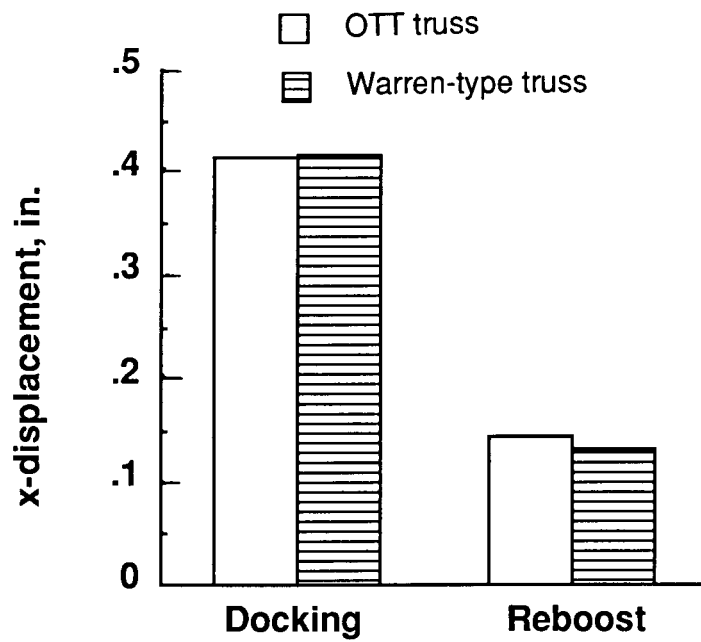 OTT truss
Warren-type truss
.5
.4
.3
.2
.1
0
x-displacement, in.
Docking
Reboost